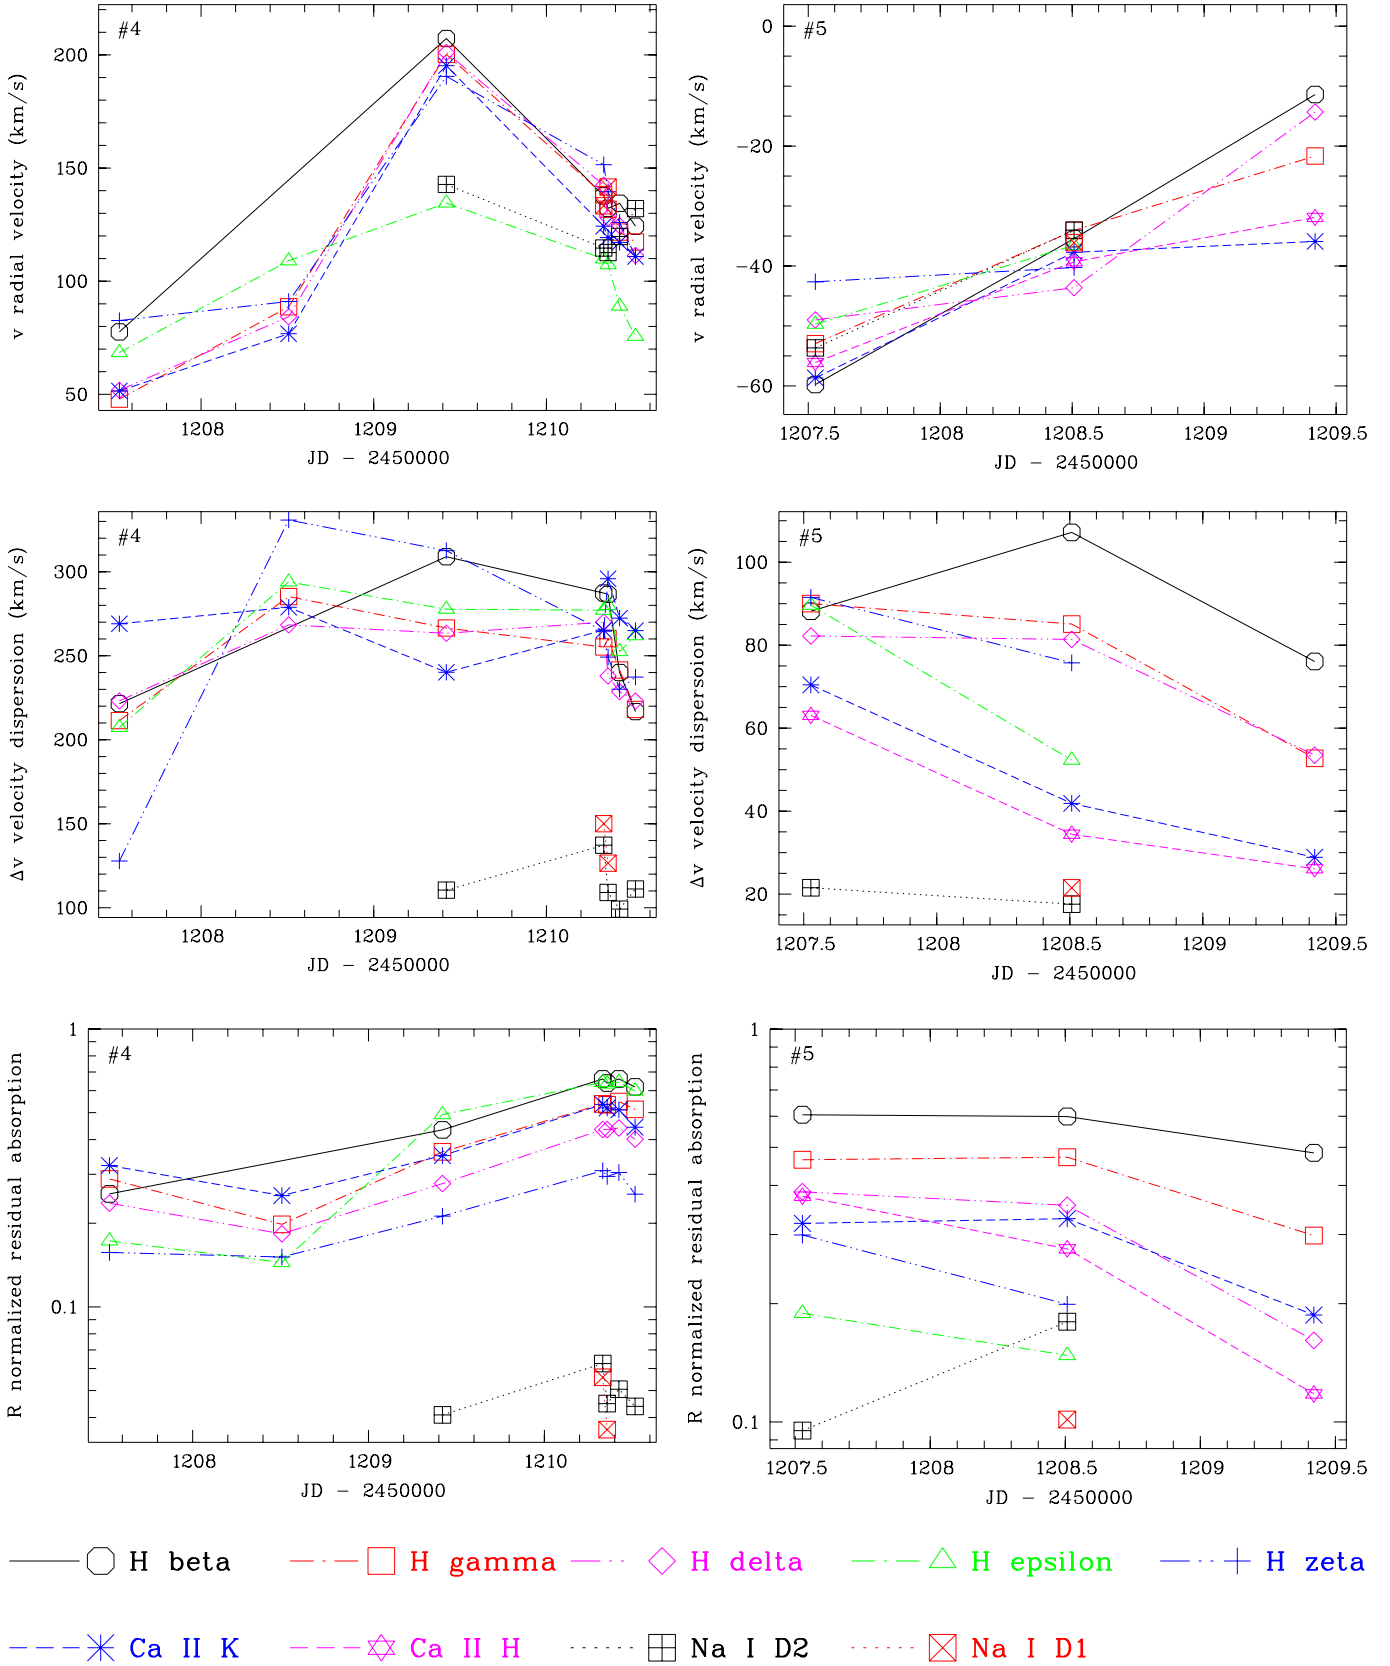 #4
200
150
100
50
v radial velocity (km/s)
1208
1209
1210
JD − 2450000
#5
0
−20
−40
−60
v radial velocity (km/s)
1207.5
1208
1208.5
1209
1209.5
JD − 2450000
#4
300
250
200
150
100
Δv velocity dispersoion (km/s)
1208
1209
1210
JD − 2450000
#5
100
80
60
40
20
Δv velocity dispersoion (km/s)
1207.5
1208
1208.5
1209
1209.5
JD − 2450000
#4
1
0.1
R normalized residual absorption
1208
1209
1210
JD − 2450000
#5
1
0.1
R normalized residual absorption
1207.5
1208
1208.5
1209
1209.5
JD − 2450000
H beta
H gamma
H delta
H epsilon
H zeta
Ca II K
Ca II H
Na I D2
Na I D1